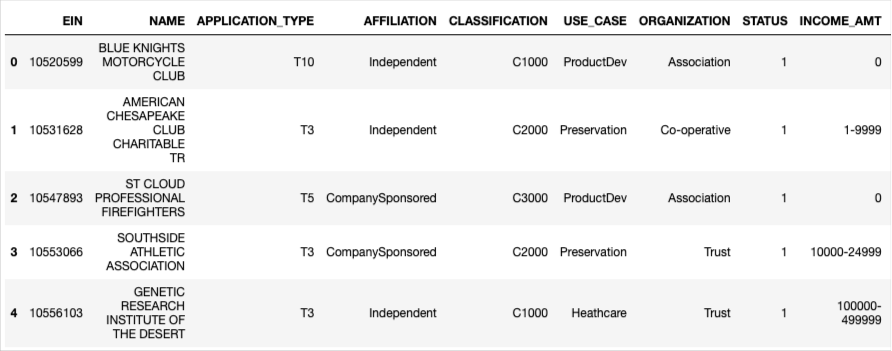 EIN NAME APPLICATION_TYPE AFFILIATION CLASSIFICATION USE_CASE ORGANIZATION STATUS INCOME_AMT
0 10520599 BLUE KNIGHTS MOTORCYCLE CLUB T10 Independent C1000 ProductDev Association 1 0
1 10531628 AMERICAN CHESAPEAKE CLUB CHARITABLE TR T3 Independent C2000 Preservation Co-operative 1 1-9999
2 10547893 ST CLOUD PROFESSIONAL FIREFIGHTERS T5 CompanySponsored C3000 ProductDev Association 1 0
3 10553066 SOUTHSIDE ATHLETIC ASSOCIATION T3 CompanySponsored C2000 Preservation Trust 1 10000-24999
4 10556103 GENETIC RESEARCH INSTITUTE OF THE DESERT T3 Independent C1000 Heathcare Trust 1 100000-499999